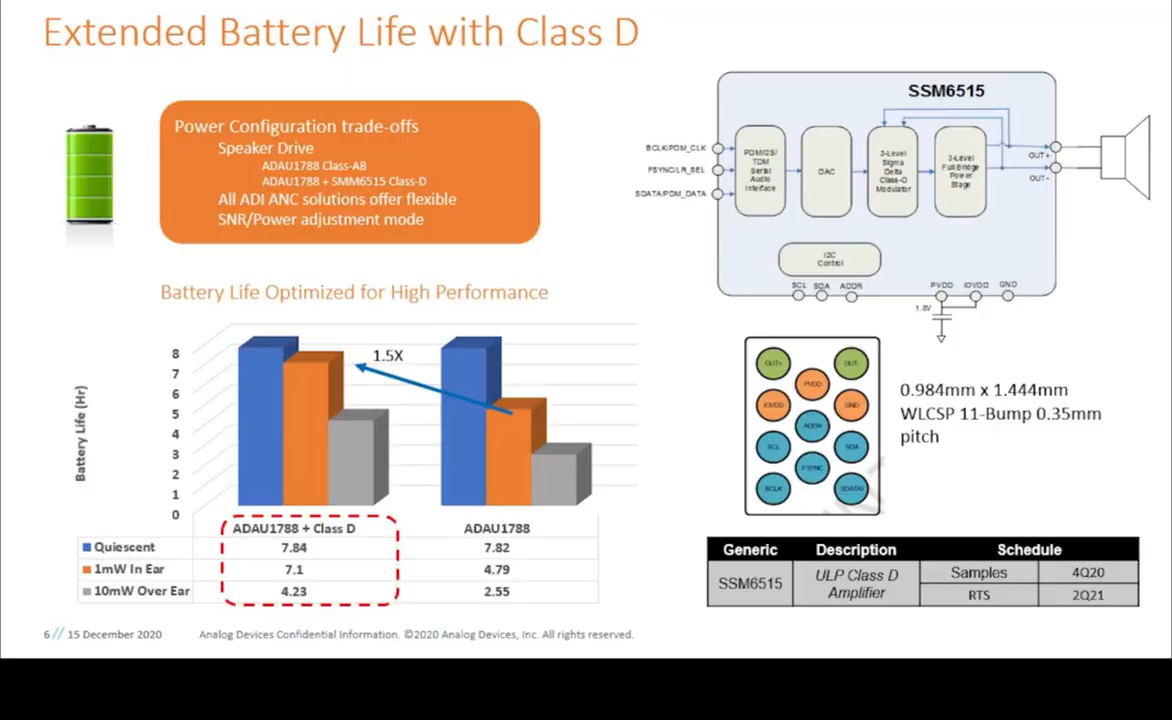 Extended Battery Life with Class D
Power Configuration trade-offs
Speaker Drive
ADAU1788 Class-AB
ADAU1788 + SMM6515 Class-D
All ADI ANC solutions offer flexible
SNR/Power adjustment mode
SSM6515
BCLK/PDM_CLK
FSYNC/LR_SEL
SDATA/PDM_DATA
PDM/I2S/
TDM
Serial
Audio
Interface
DAC
3-Level
Sigma
Delta
Class-D
Modulator
3-Level
Full Bridge
Power
Stage
OUT+
OUT-
I2C
Control
SCL
SDA
ADDR
PVDD
IOVDD
GND
1.8V
Battery Life Optimized for High Performance
Battery Life (Hr)
8
7
6
5
4
3
2
1
0
1.5X
ADAU1788 + Class D
ADAU1788
Quiescent
7.84
7.82
1mW In Ear
7.1
4.79
10mW Over Ear
4.23
2.55
OUT+
OUT-
PVDD
IOVDD
GND
ADDR
SCL
SDA
FSYNC
BCLK
SDATAI
0.984mm x 1.444mm
WLCSP 11-Bump 0.35mm
pitch
Generic
Description
Schedule
SSM6515
ULP Class D
Amplifier
Samples
4Q20
RTS
2Q21
6 // 15 December 2020
Analog Devices Confidential Information. ©2020 Analog Devices, Inc. All rights reserved.